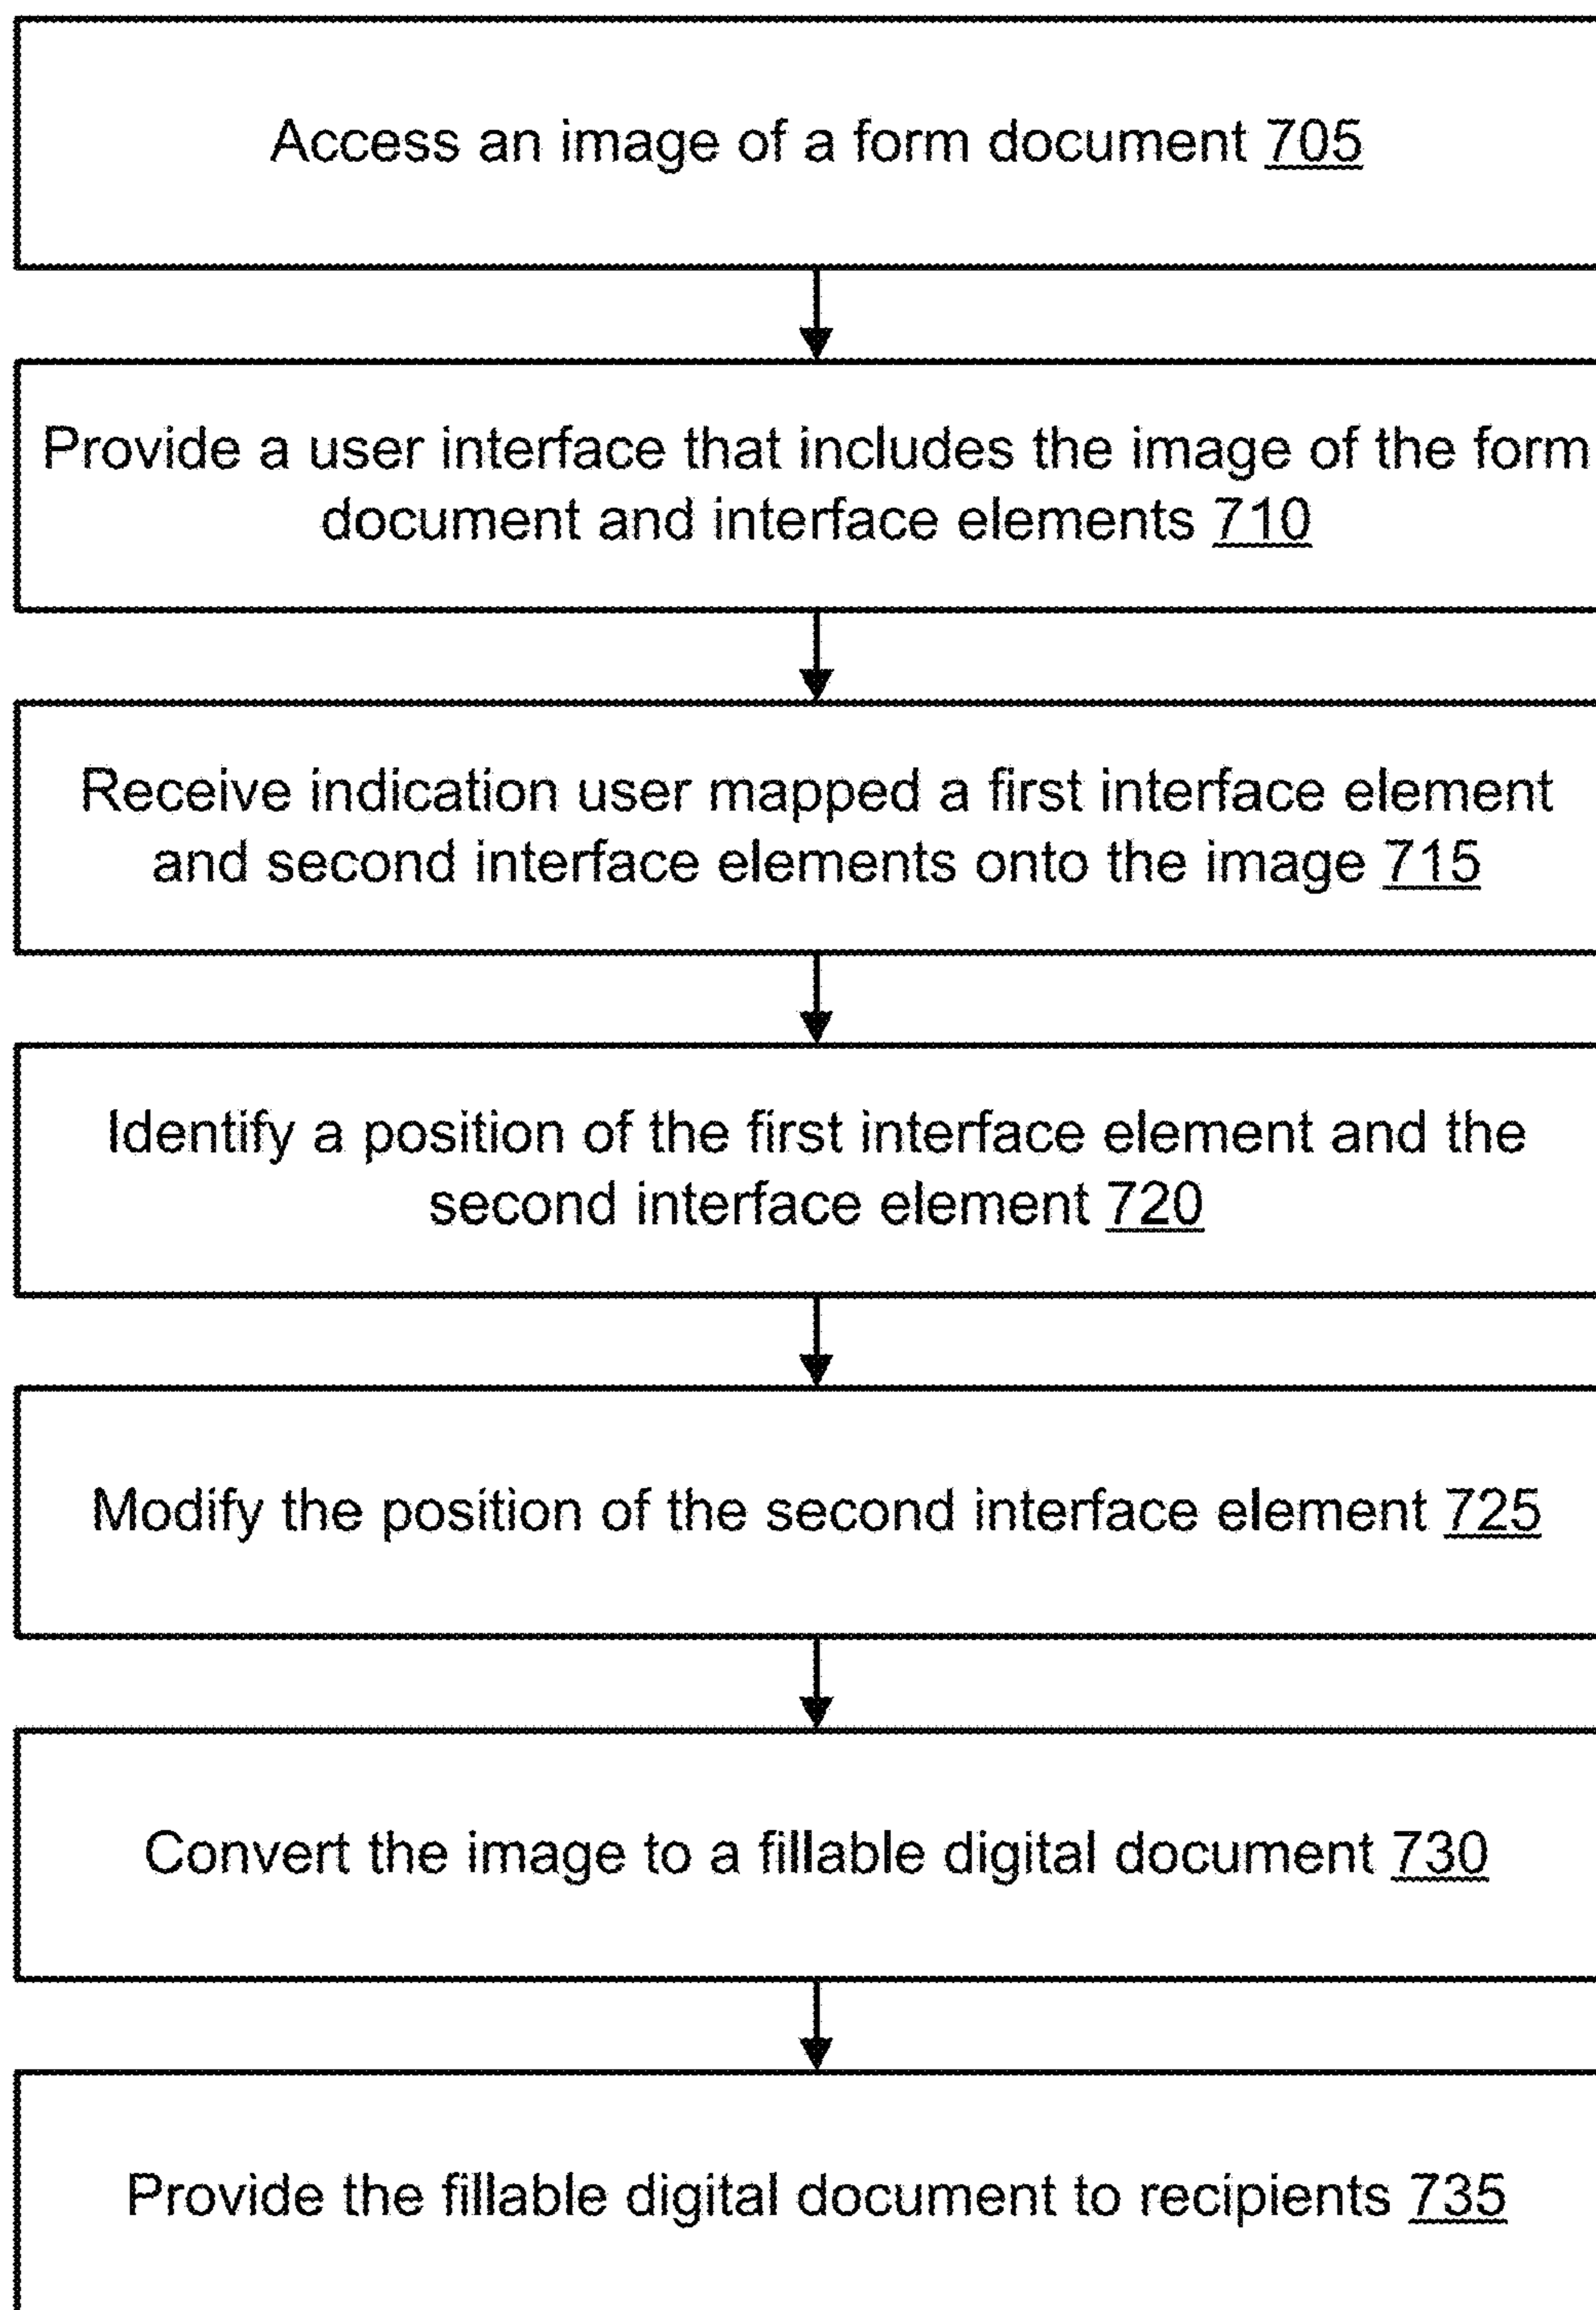 Access an image of a form document 705
Provide a user interface that includes the image of the form
document and interface elements 710
Receive indication user mapped a first interface element
and second interface elements onto the image 715
Identify a position of the first interface element and the
second interface element 720
Modify the position of the second interface element 725
Convert the image to a fillable digital document 730
Provide the fillable digital document to recipients 735